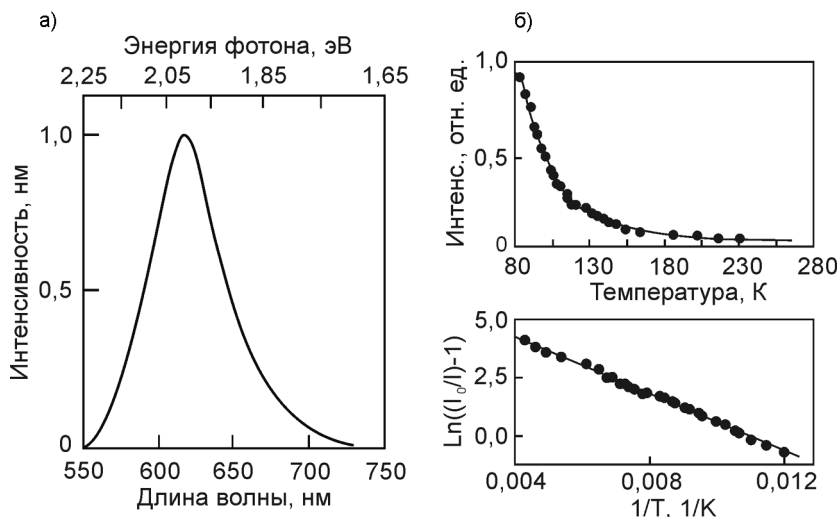 а)
Энергия фотона, эВ
2,25 2,05 1,85 1,65
Интенсивность, нм
1,0
0,5
0
550 600 650 700 750
Длина волны, нм
б)
Интенс., отн. ед.
1,0
0,5
0
80 130 180 230 280
Температура, К
Ln((I₀/I)-1)
5,0
2,5
0,0
0,004 0,008 0,012
1/T, 1/K